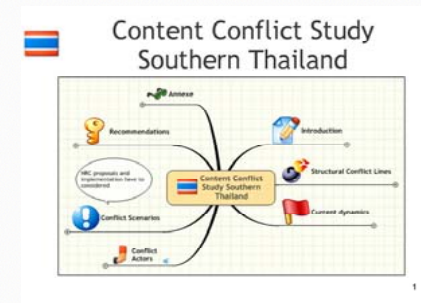 Content Conflict Study
Southern Thailand
Annexe
Recommendations
Introduction
NRC proposals and
implementation have to
considered
Content Conflict
Study Southern
Thailand
Structural Conflict Lines
Conflict Scenarios
Current dynamics
Conflict
Actors
1